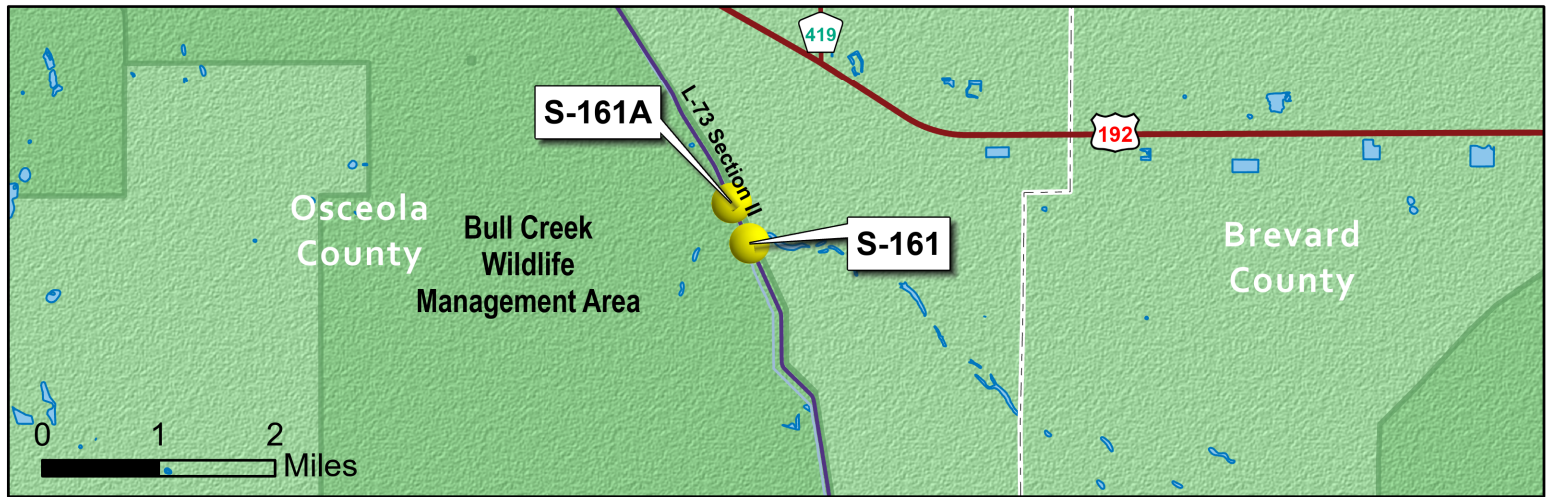 419
S-161A
L-73 Section II
192
Osceola
County
Bull Creek
Wildlife
Management Area
S-161
Brevard
County
0 1 2
Miles